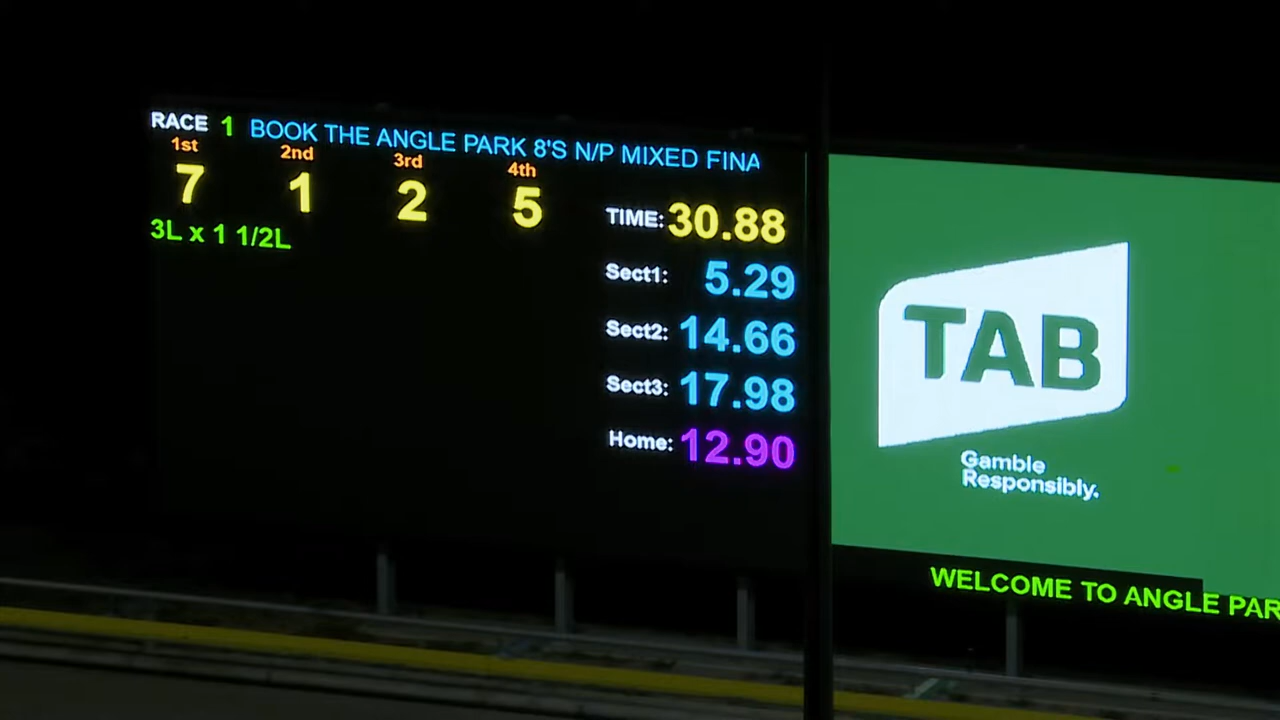 RACE 1 BOOK THE ANGLE PARK 8'S N/P MIXED FINA
1st 2nd 3rd 4th
7 1 2 5
3L x 1 1/2L
TIME: 30.88
Sect1: 5.29
Sect2: 14.66
Sect3: 17.98
Home: 12.90
TAB
Gamble
Responsibly.
WELCOME TO ANGLE PAR